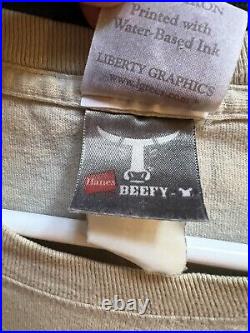 Printed with
Water-Based Ink
LIBERTY GRAPHICS
Hanes
BEEFY-T